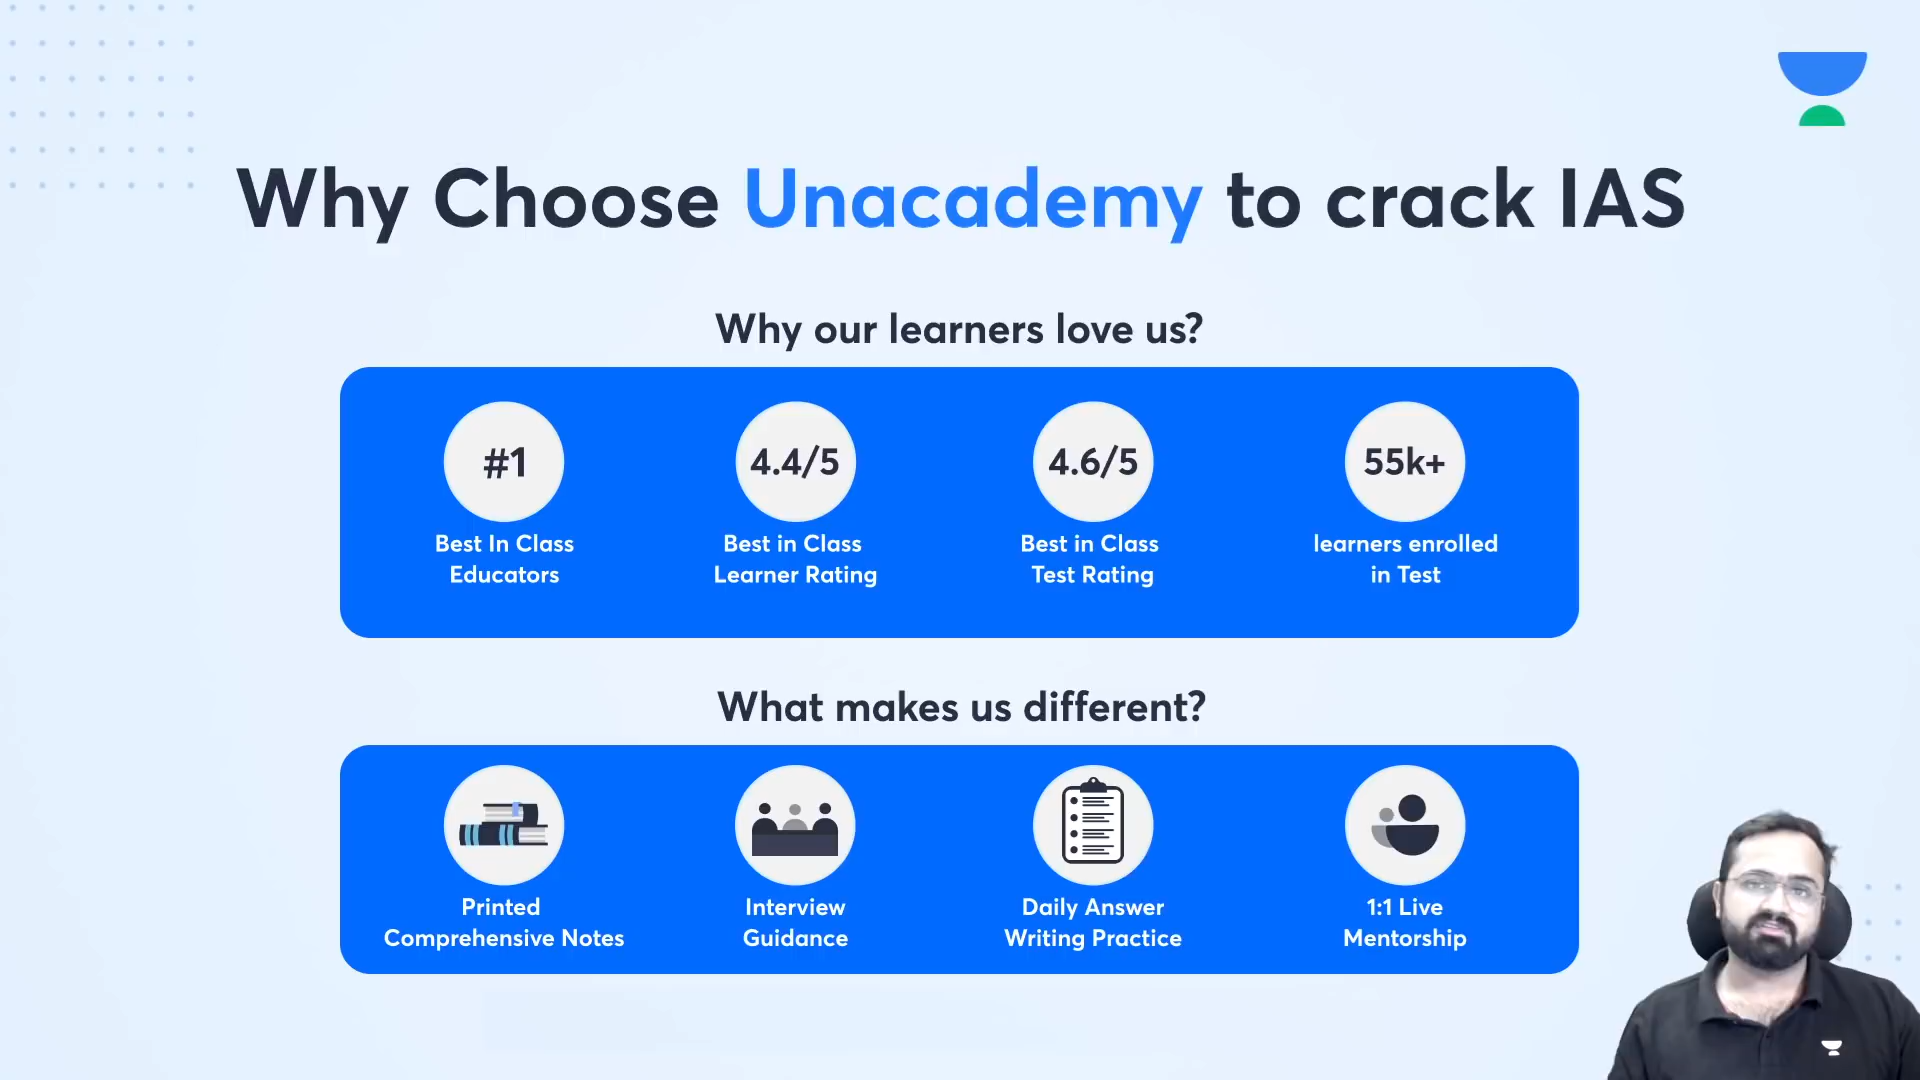 Why Choose Unacademy to crack IAS
Why our learners love us?
#1
Best In Class
Educators
4.4/5
Best in Class
Learner Rating
4.6/5
Best in Class
Test Rating
55k+
learners enrolled
in Test
What makes us different?
Printed
Comprehensive Notes
Interview
Guidance
Daily Answer
Writing Practice
1:1 Live
Mentorship